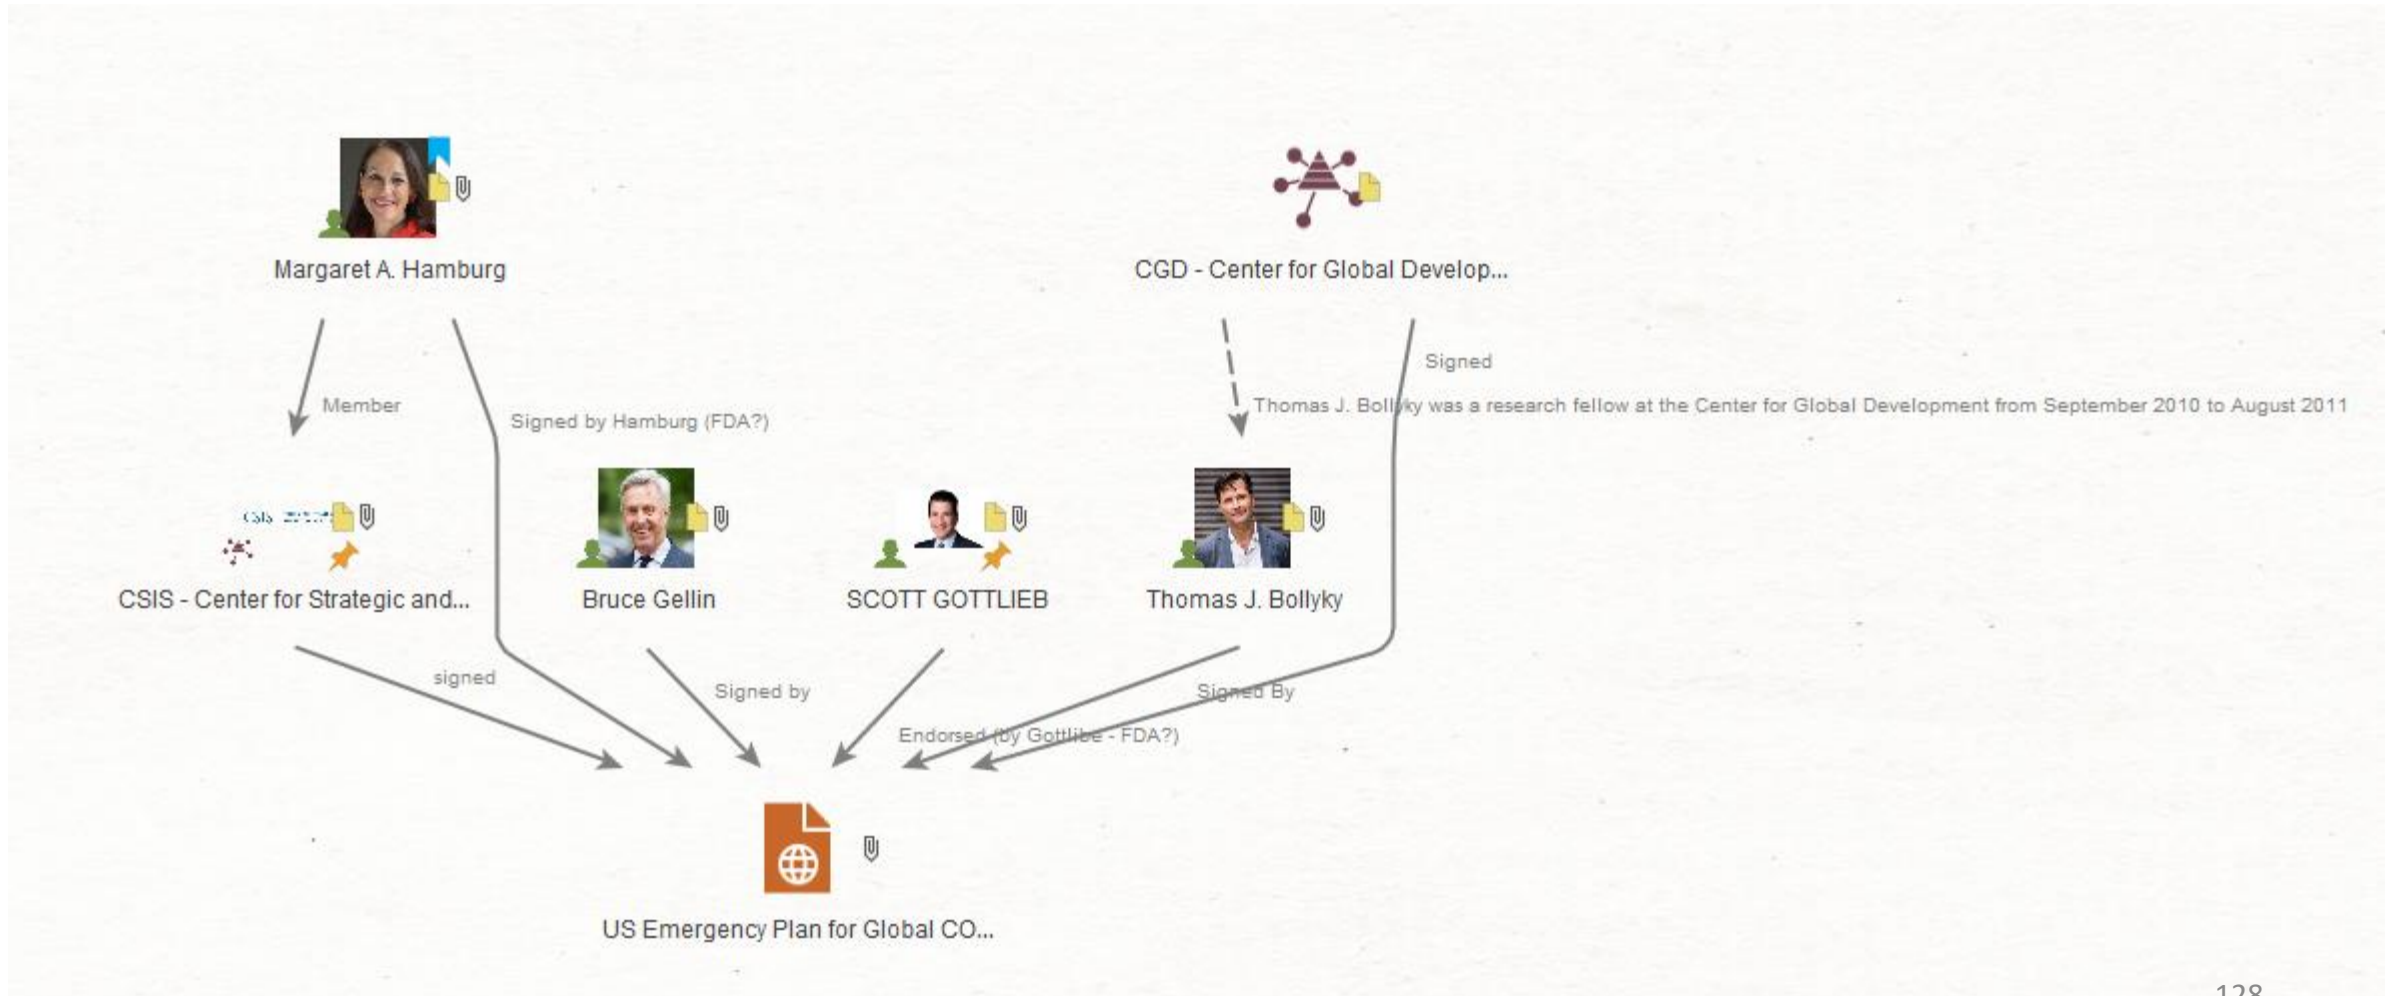 Margaret A. Hamburg
CGD - Center for Global Develop...
Signed
Member
Thomas J. Bollyky was a research fellow at the Center for Global Development from September 2010 to August 2011
Signed by Hamburg (FDA?)
CSIS
CSIS - Center for Strategic and...
Bruce Gellin
SCOTT GOTTLIEB
Thomas J. Bollyky
signed
Signed by
Signed By
Endorsed (by Gottlibe - FDA?)
US Emergency Plan for Global CO...
128